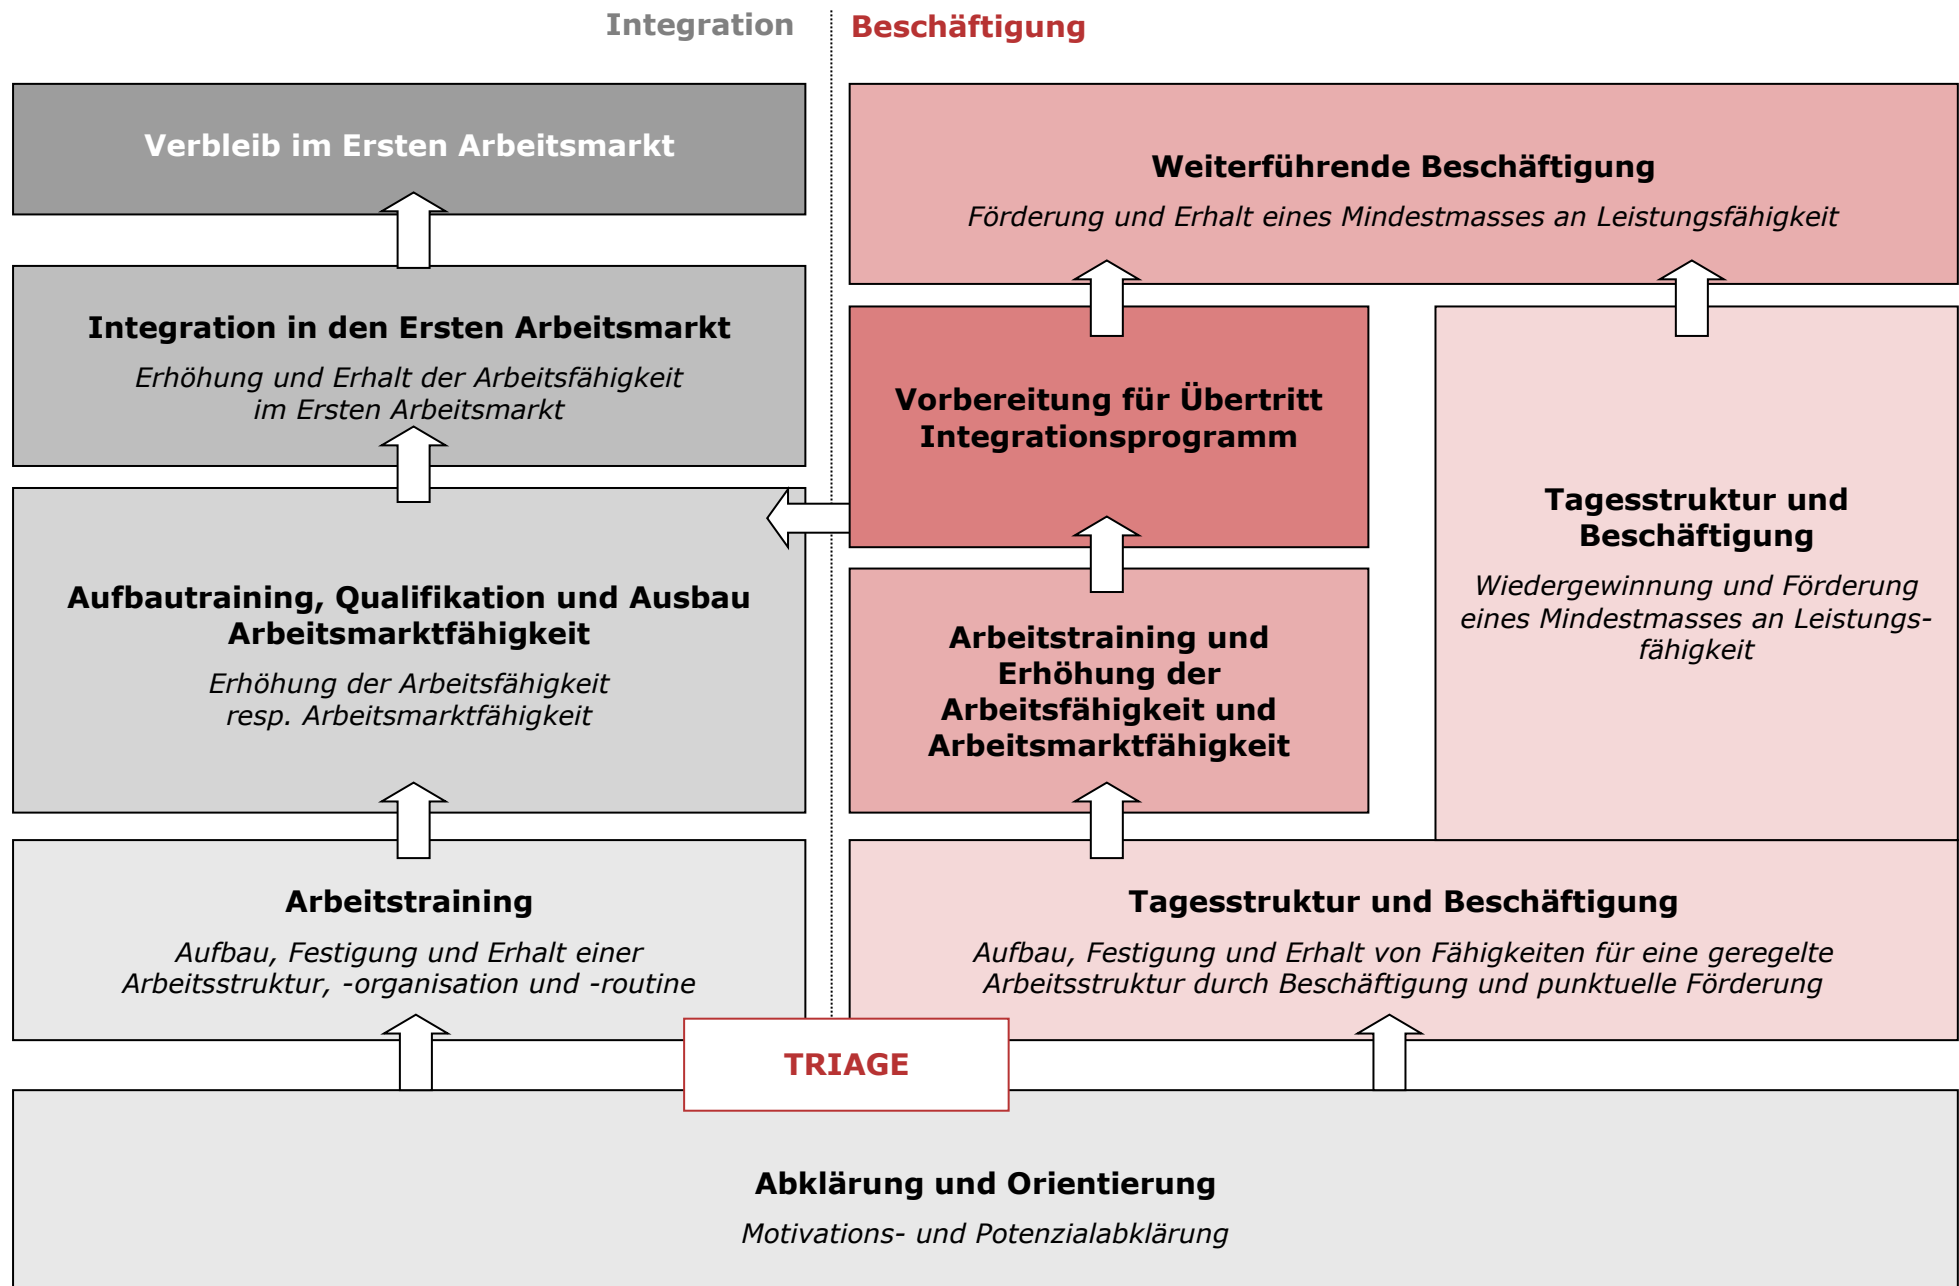 Integration
Beschäftigung
Verbleib im Ersten Arbeitsmarkt
Integration in den Ersten Arbeitsmarkt
Erhöhung und Erhalt der Arbeitsfähigkeit
im Ersten Arbeitsmarkt
Aufbautraining, Qualifikation und Ausbau
Arbeitsmarktfähigkeit
Erhöhung der Arbeitsfähigkeit
resp. Arbeitsmarktfähigkeit
Arbeitstraining
Aufbau, Festigung und Erhalt einer
Arbeitsstruktur, -organisation und -routine
Weiterführende Beschäftigung
Förderung und Erhalt eines Mindestmasses an Leistungsfähigkeit
Vorbereitung für Übertritt
Integrationsprogramm
Arbeitstraining und
Erhöhung der
Arbeitsfähigkeit und
Arbeitsmarktfähigkeit
Tagesstruktur und
Beschäftigung
Wiedergewinnung und Förderung
eines Mindestmasses an Leistungs-
fähigkeit
Tagesstruktur und Beschäftigung
Aufbau, Festigung und Erhalt von Fähigkeiten für eine geregelte
Arbeitsstruktur durch Beschäftigung und punktuelle Förderung
TRIAGE
Abklärung und Orientierung
Motivations- und Potenzialabklärung